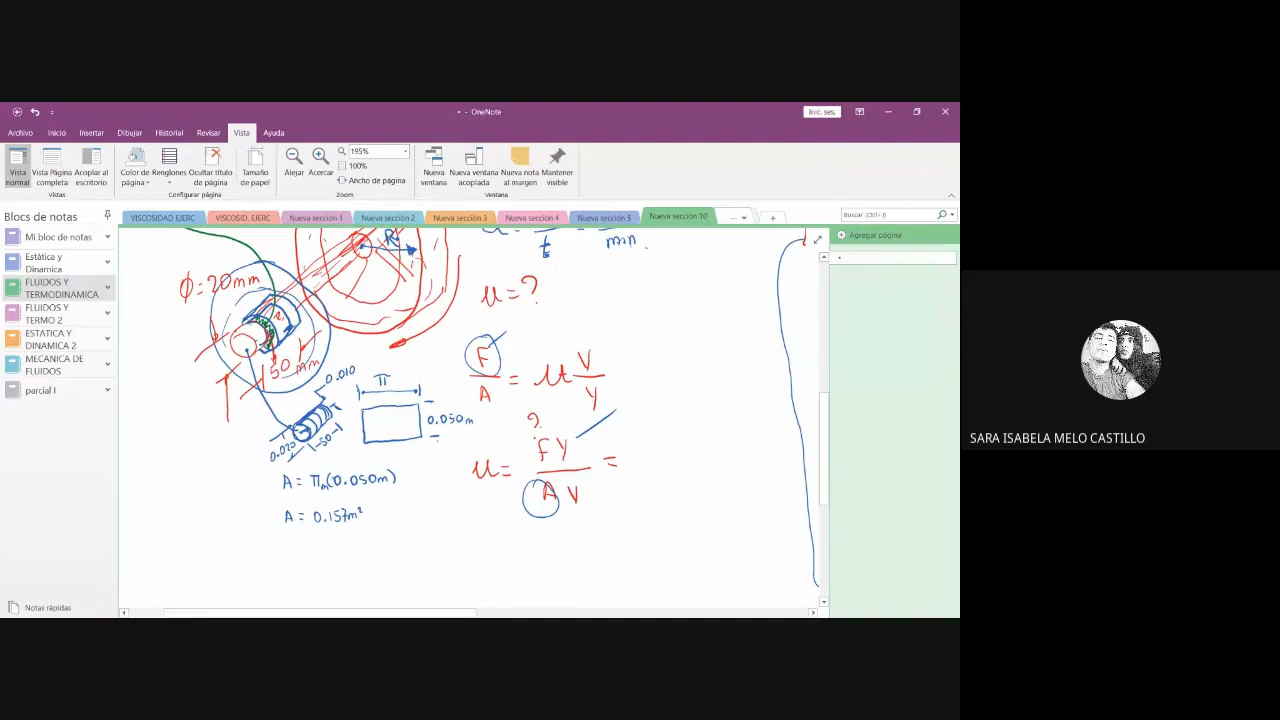 - OneNote
Inic. ses.
Archivo Inicio Insertar Dibujar Historial Revisar Vista Ayuda
Vista normal
Vista Página completa
Acoplar al escritorio
vistas
Color de página
Renglones
Ocultar título de página
Tamaño de papel
Configurar página
Alejar
Acercar
195%
100%
Ancho de página
Zoom
Nueva ventana
Nueva ventana acoplada
Nueva nota al margen
Mantener visible
Ventana
Blocs de notas
VISCOSIDAD EJERC VISCOSID. EJERC Nueva sección 1 Nueva sección 2 Nueva sección 3 Nueva sección 4 Nueva sección 5 Nueva sección 10
Buscar (Ctrl+J)
Agregar página
Mi bloc de notas
Estàtica y Dinamica
FLUIDOS Y TERMODINAMICA
FLUIDOS Y TERMO 2
ESTATICA Y DINAMICA 2
MECANICA DE FLUIDOS
parcial I
Notas rápidas
R
t = min.
ϕ = 20mm
50 mm
μ = ?
F/A = μ V/Y
?
μ = FY/AV =
0.010
0.020
-50-
π
0.050m
A = πm(0.050m)
A = 0.157m²
SARA ISABELA MELO CASTILLO